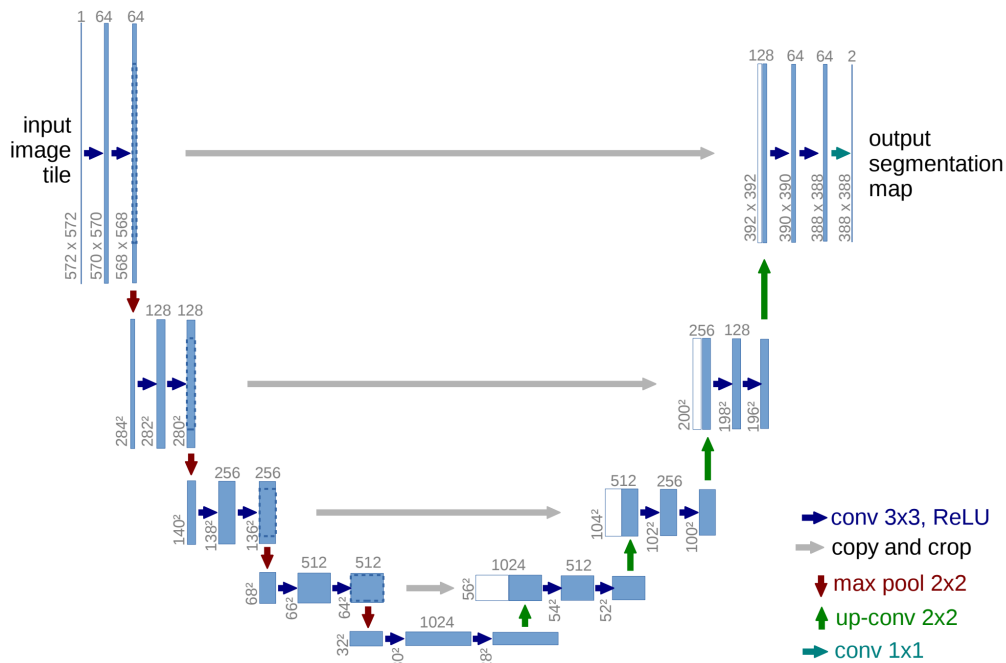 1 64 64
input
image
tile
572 x 572
570 x 570
568 x 568
128 64 64 2
output
segmentation
map
392 x 392
390 x 390
388 x 388
388 x 388
128 128
284²
282²
280²
256 128
200²
198²
196²
256 256
140²
138²
136²
512 256
104²
102²
100²
512 512
68²
66²
64²
1024 512
56²
54²
52²
1024
32²
conv 3x3, ReLU
copy and crop
max pool 2x2
up-conv 2x2
conv 1x1